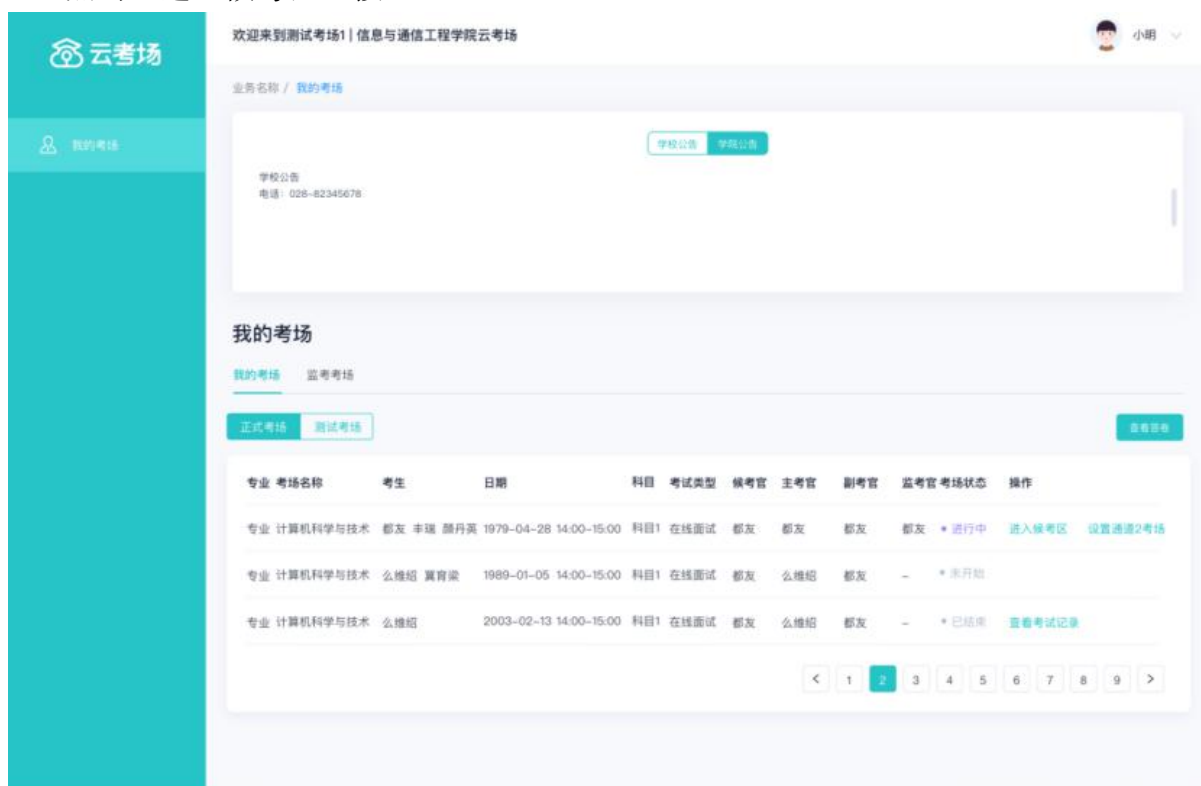 云考场
欢迎来到测试考场1 | 信息与通信工程学院云考场
小明
业务名称 / 我的考场
我的考场
学校公告 学院公告
学校公告
电话：028-82345678
我的考场
我的考场 监考考场
正式考场 测试考场
查看答卷
专业 考场名称 考生 日期 科目 考试类型 候考官 主考官 副考官 监考官 考场状态 操作
专业 计算机科学与技术 都友 丰瑞 颜丹英 1979-04-28 14:00-15:00 科目1 在线面试 都友 都友 都友 都友 进行中 进入候考区 设置通道2考场
专业 计算机科学与技术 么维绍 冀育梁 1989-01-05 14:00-15:00 科目1 在线面试 都友 么维绍 都友 - 未开始
专业 计算机科学与技术 么维绍 2003-02-13 14:00-15:00 科目1 在线面试 都友 么维绍 都友 - 已结束 查看考试记录
< 1 2 3 4 5 6 7 8 9 >